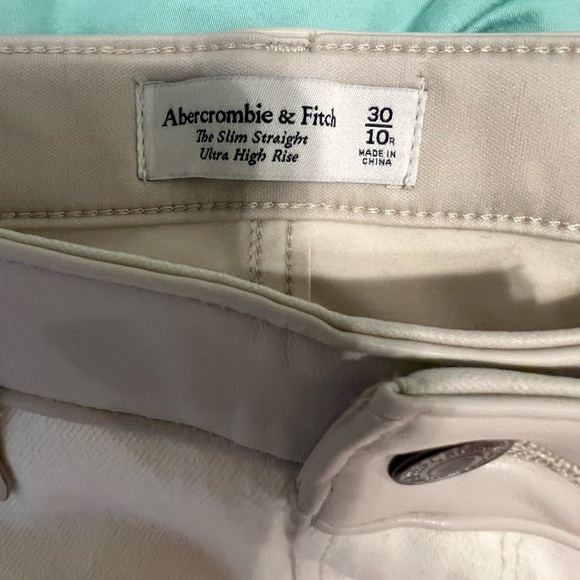 Abercrombie & Fitch
The Slim Straight
Ultra High Rise
30
10R
MADE IN
CHINA